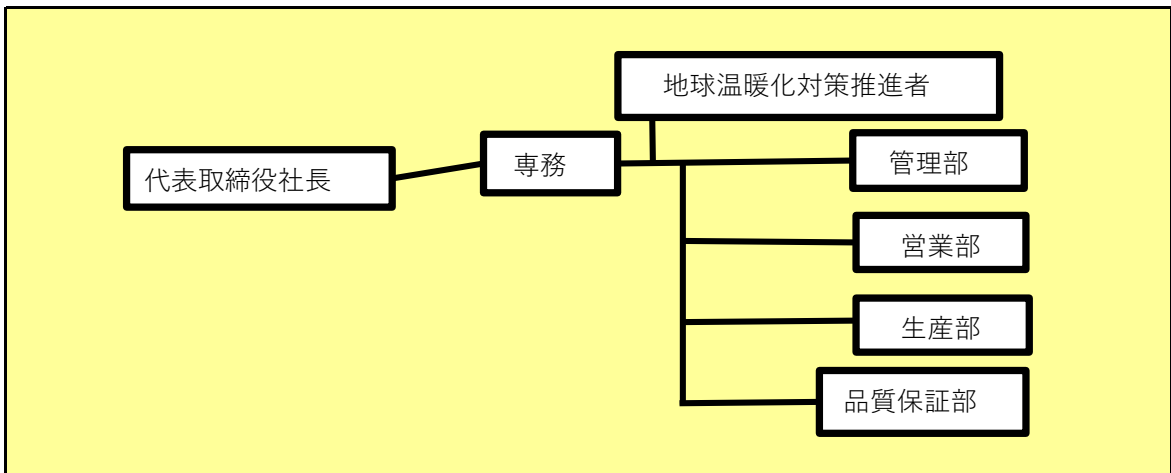 地球温暖化対策推進者
代表取締役社長
専務
管理部
営業部
生産部
品質保証部